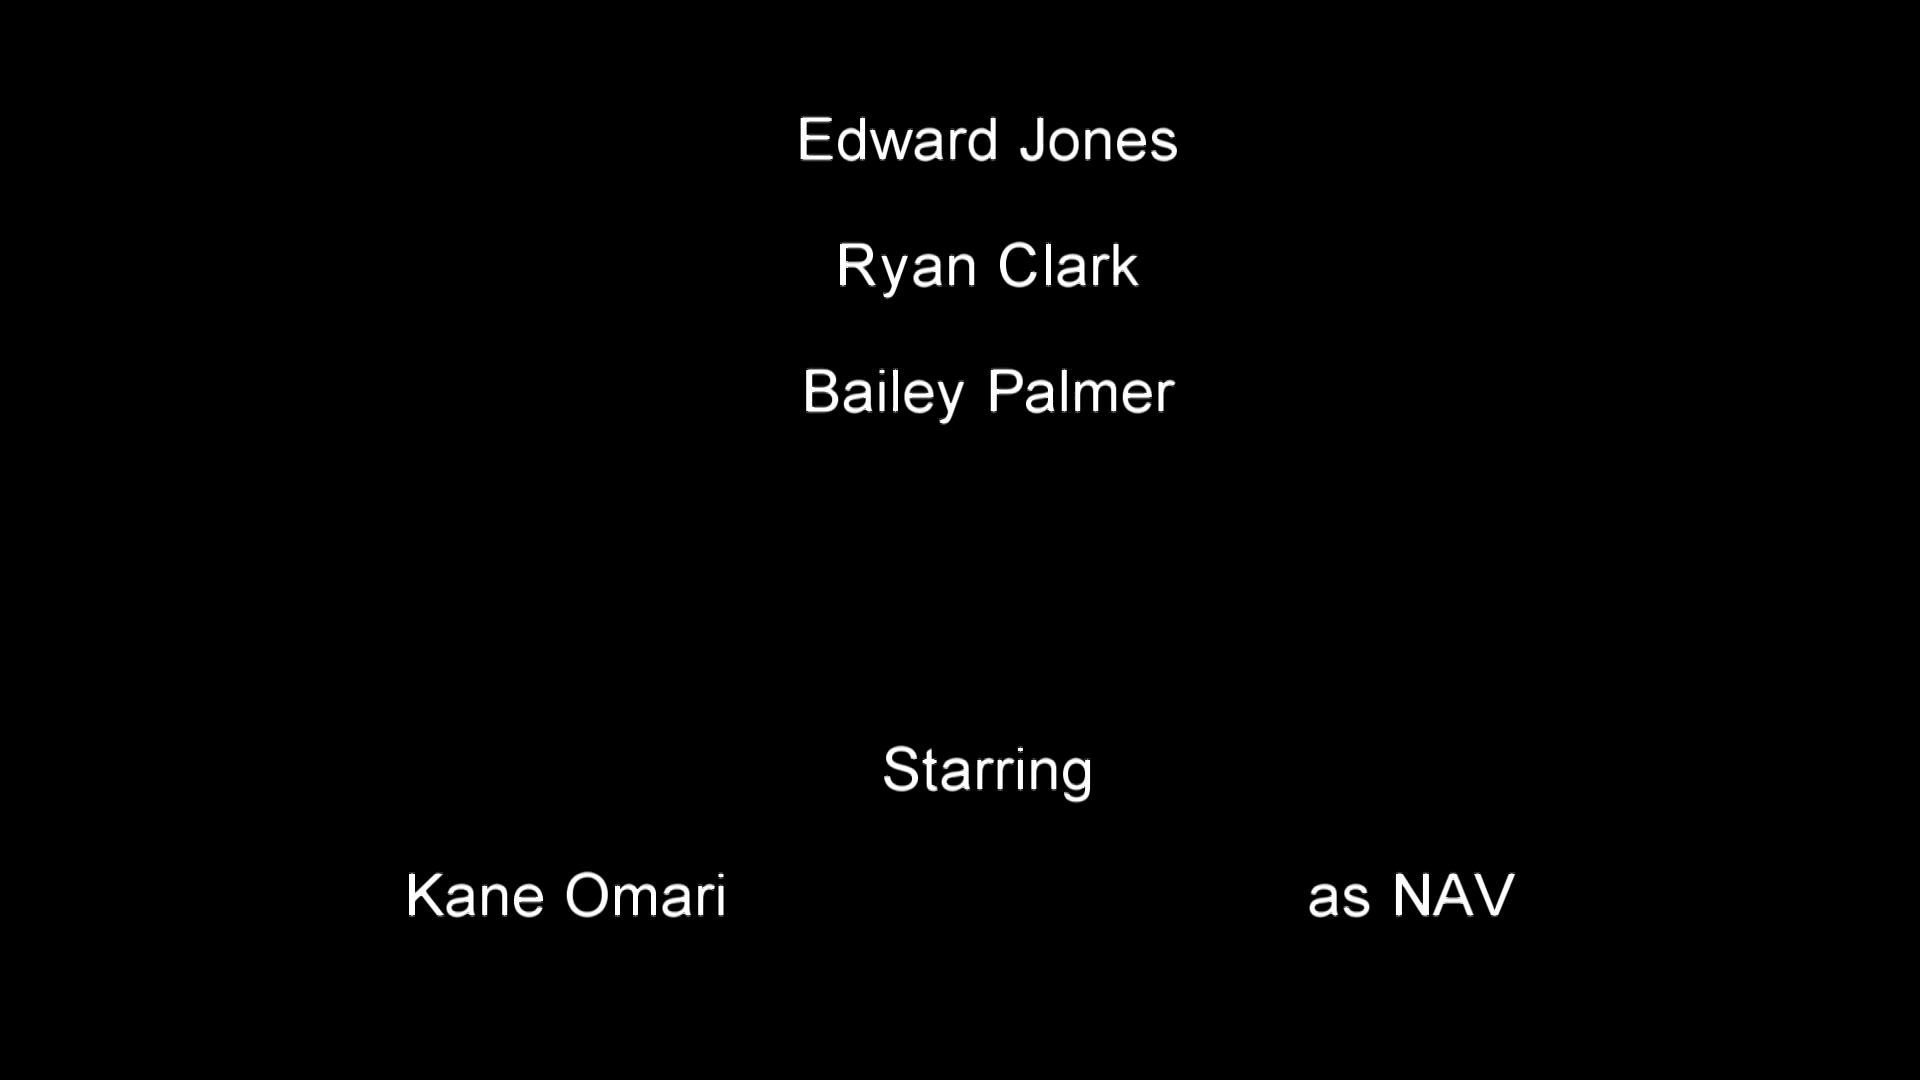 Edward Jones
Ryan Clark
Bailey Palmer
Starring
Kane Omari as NAV